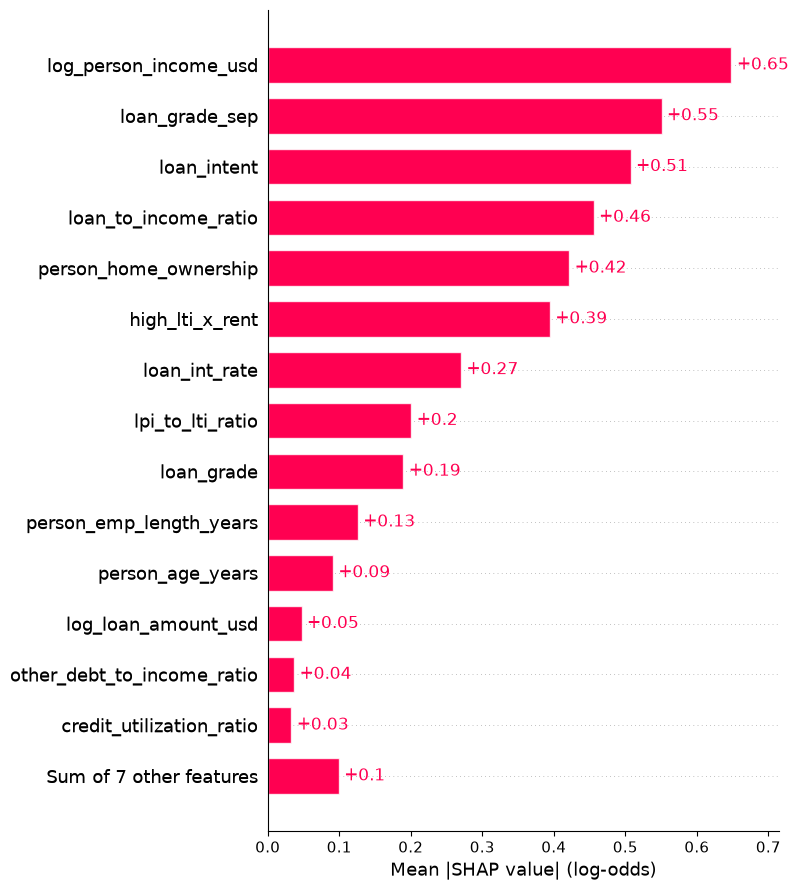 log_person_income_usd +0.65
loan_grade_sep +0.55
loan_intent +0.51
loan_to_income_ratio +0.46
person_home_ownership +0.42
high_lti_x_rent +0.39
loan_int_rate +0.27
lpi_to_lti_ratio +0.2
loan_grade +0.19
person_emp_length_years +0.13
person_age_years +0.09
log_loan_amount_usd +0.05
other_debt_to_income_ratio +0.04
credit_utilization_ratio +0.03
Sum of 7 other features +0.1
0.0 0.1 0.2 0.3 0.4 0.5 0.6 0.7
Mean |SHAP value| (log-odds)